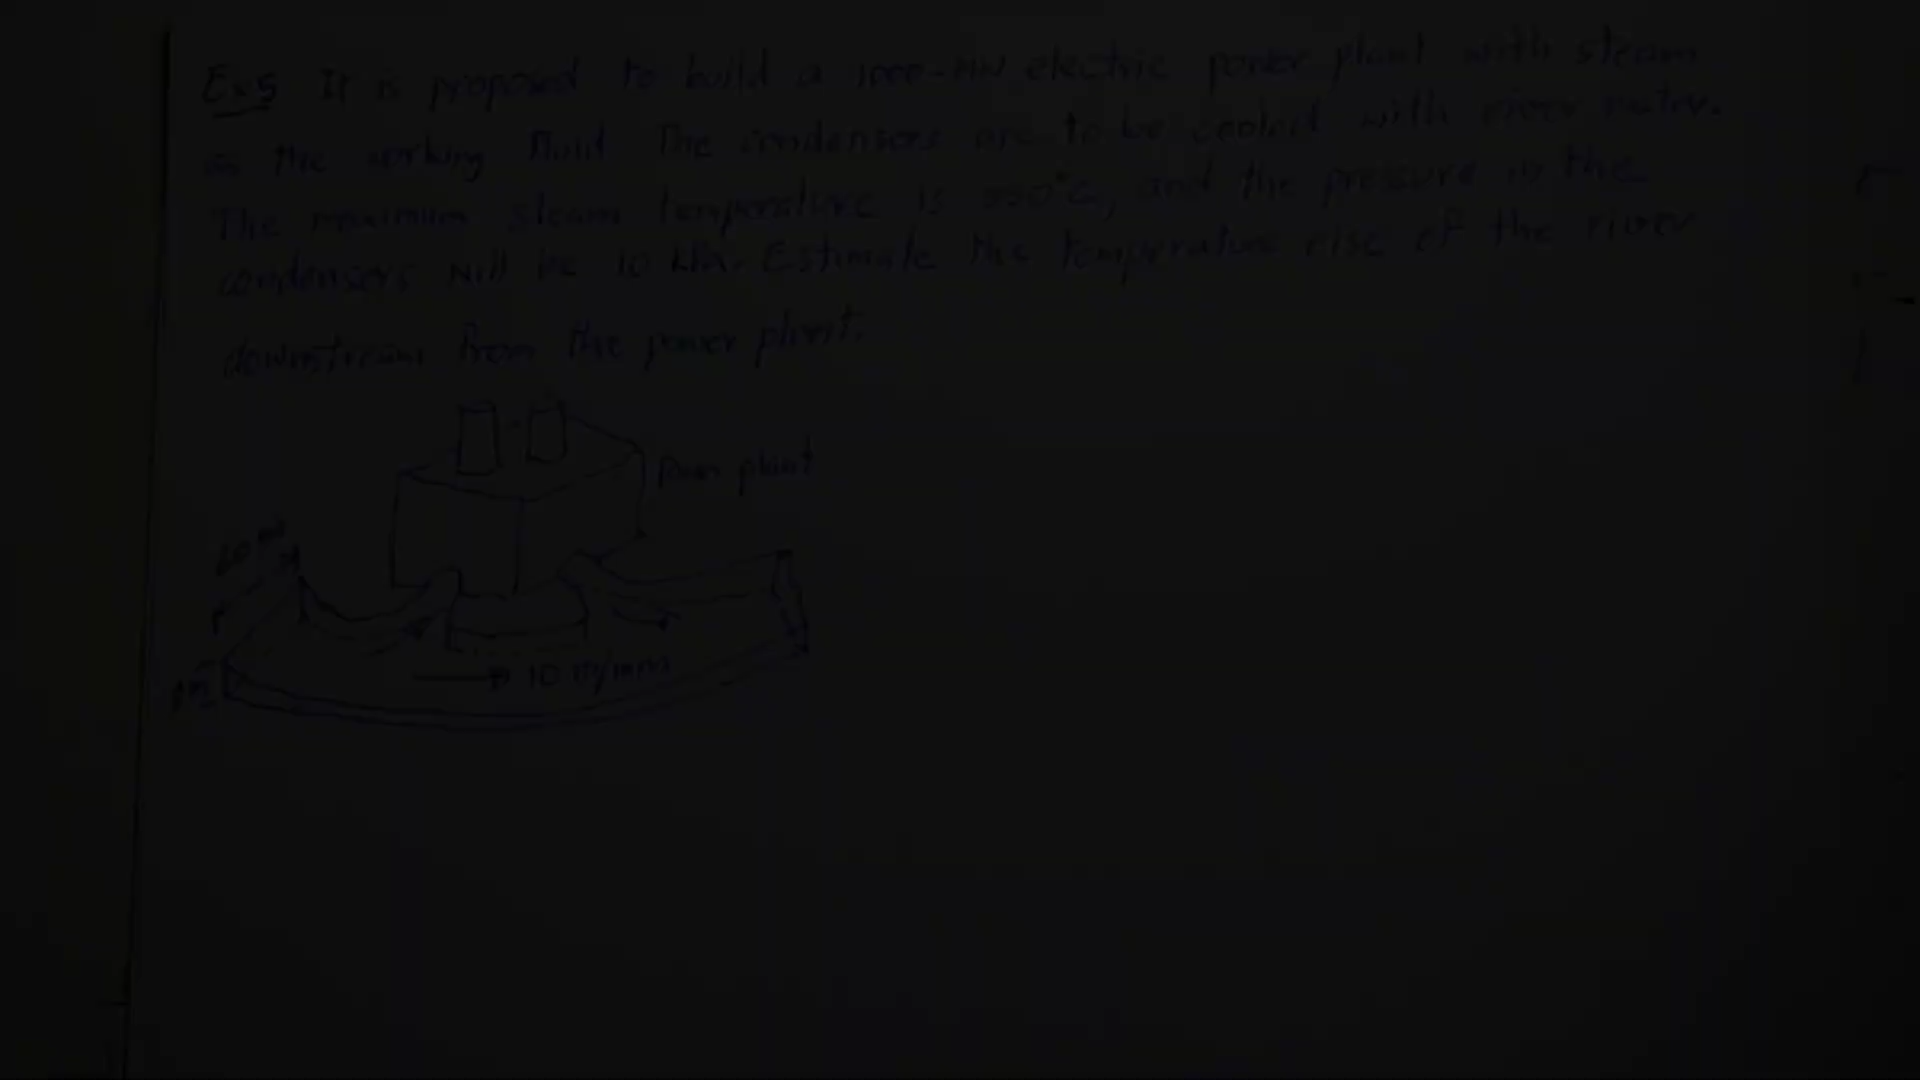 Ex5 It is proposed to build a 1000-MW electric power plant with steam
as the working fluid. The condensers are to be cooled with river water.
The maximum steam temperature is and the pressure in the
condensers will be 10 kPa. Estimate the temperature rise of the river
downstream from the power plant.
Power plant
60 m
10 m/min